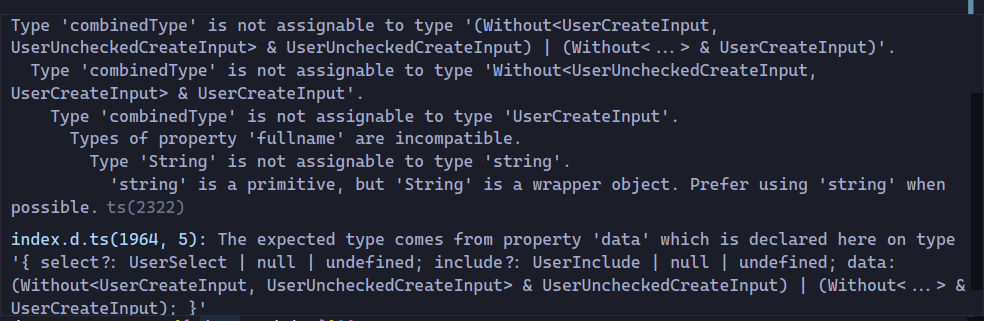 Type 'combinedType' is not assignable to type '(Without<UserCreateInput,
UserUncheckedCreateInput> & UserUncheckedCreateInput) | (Without<...> & UserCreateInput)'.
Type 'combinedType' is not assignable to type 'Without<UserUncheckedCreateInput,
UserCreateInput> & UserCreateInput'.
Type 'combinedType' is not assignable to type 'UserCreateInput'.
Types of property 'fullname' are incompatible.
Type 'String' is not assignable to type 'string'.
'string' is a primitive, but 'String' is a wrapper object. Prefer using 'string' when
possible. ts(2322)
index.d.ts(1964, 5): The expected type comes from property 'data' which is declared here on type
'{ select?: UserSelect | null | undefined; include?: UserInclude | null | undefined; data:
(Without<UserCreateInput, UserUncheckedCreateInput> & UserUncheckedCreateInput) | (Without<...> &
UserCreateInput); }'